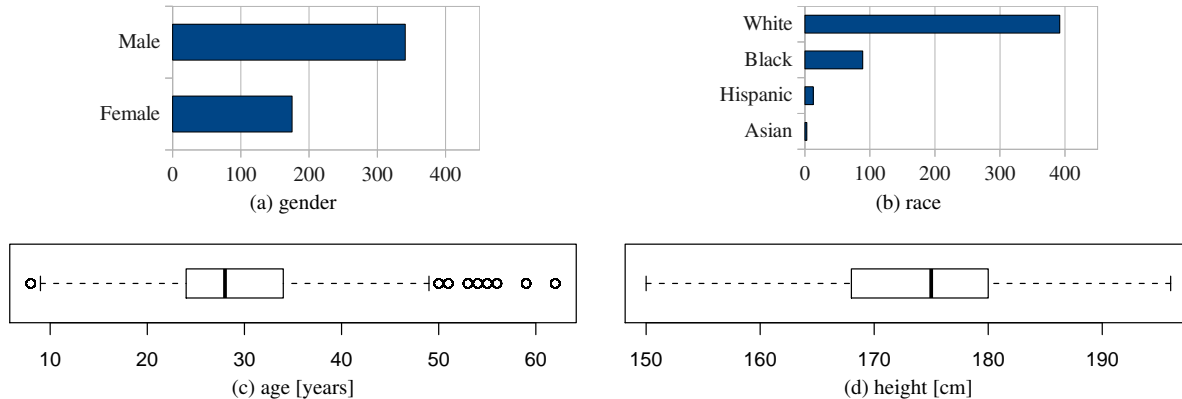 Male
Female
0 100 200 300 400
(a) gender
White
Black
Hispanic
Asian
0 100 200 300 400
(b) race
10 20 30 40 50 60
(c) age [years]
150 160 170 180 190
(d) height [cm]